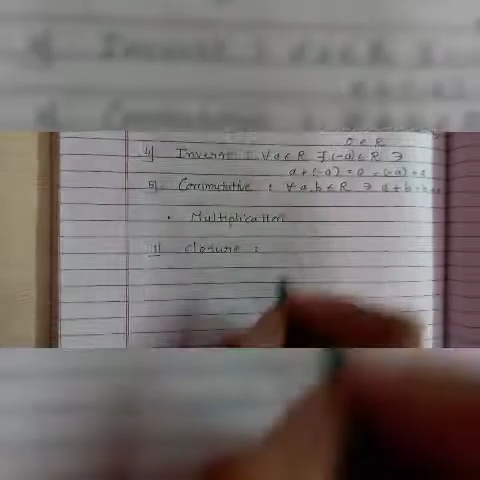 0 ∈ R
4] Inverse : ∀ a ∈ R ∃ (-a) ∈ R ∋
a + (-a) = 0 = (-a) + a
5] Commutative : ∀ a, b ∈ R ∋ a + b = b + a
• Multiplication
1] Closure :